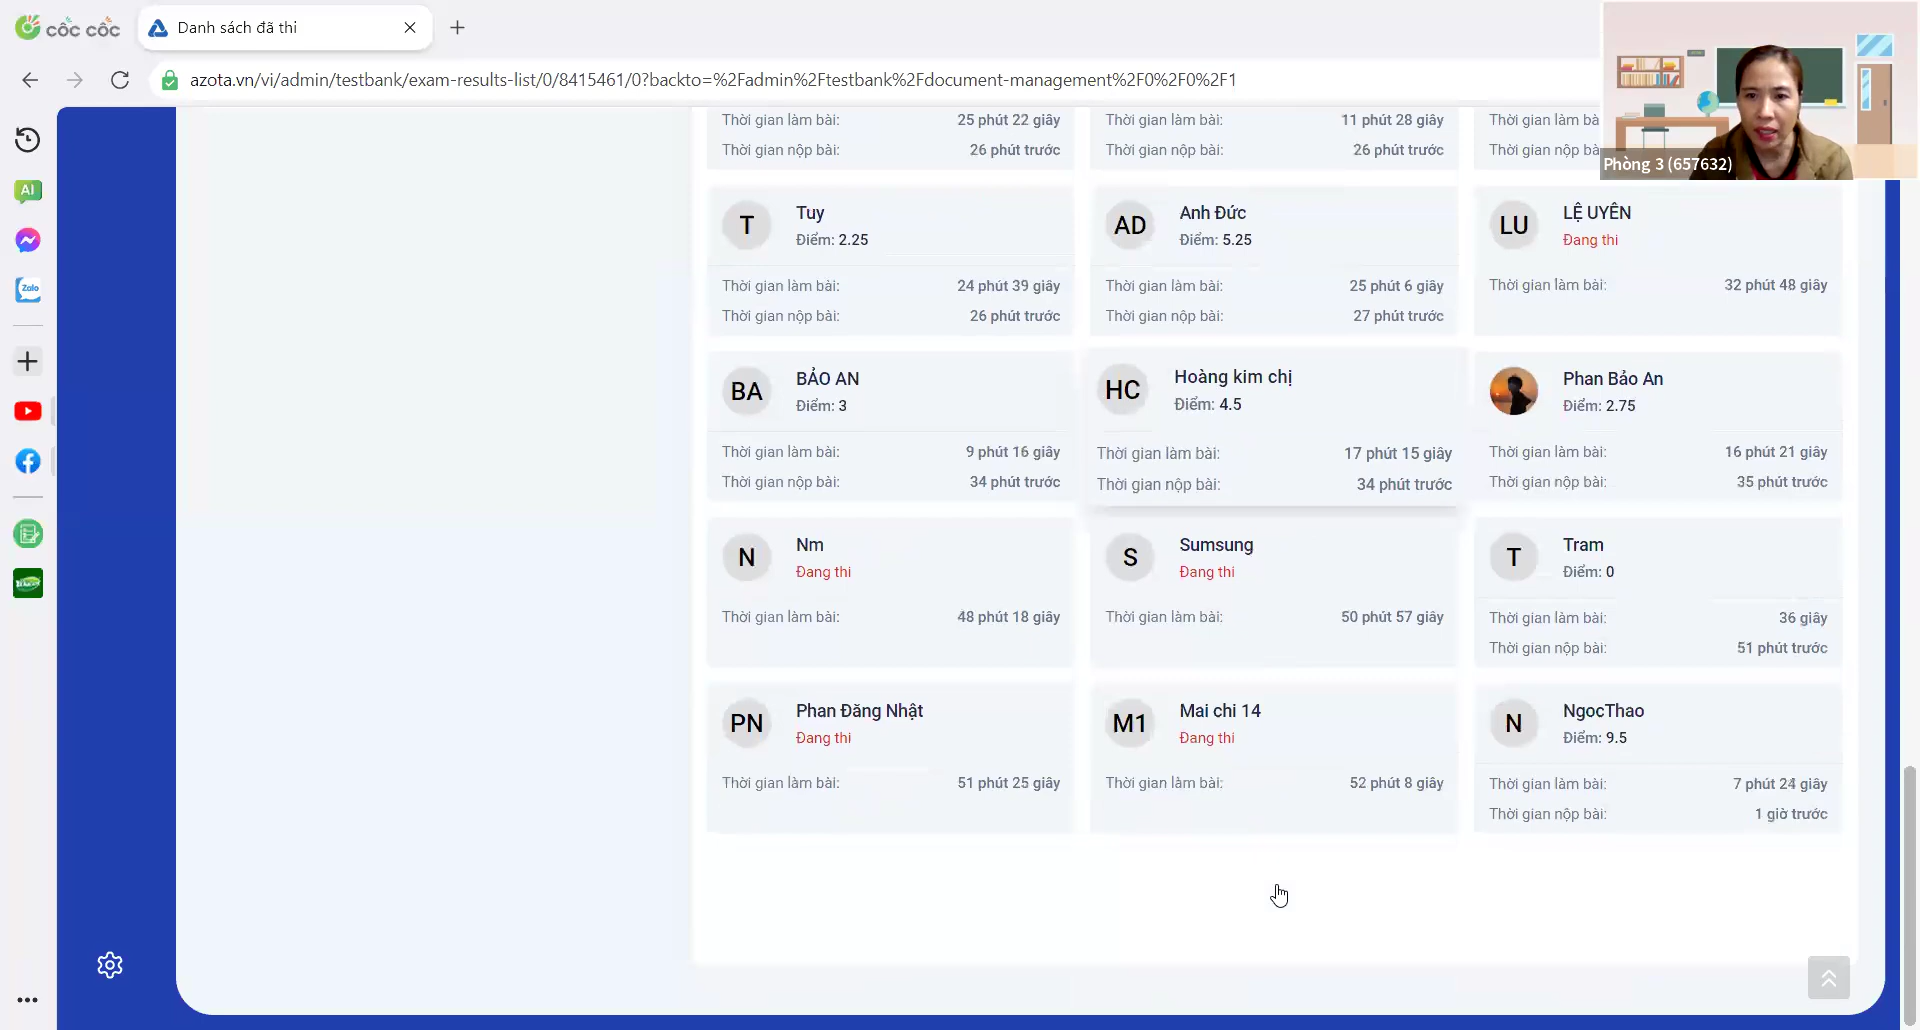 cốc cốc
Danh sách đã thi
azota.vn/vi/admin/testbank/exam-results-list/0/8415461/0?backto=%2Fadmin%2Ftestbank%2Fdocument-management%2F0%2F0%2F1
Phòng 3 (657632)
AI
Zalo
Thời gian làm bài: 25 phút 22 giây
Thời gian nộp bài: 26 phút trước
Thời gian làm bài: 11 phút 28 giây
Thời gian nộp bài: 26 phút trước
Thời gian làm bà
Thời gian nộp bà
T
Tuy
Điểm: 2.25
Thời gian làm bài: 24 phút 39 giây
Thời gian nộp bài: 26 phút trước
AD
Anh Đức
Điểm: 5.25
Thời gian làm bài: 25 phút 6 giây
Thời gian nộp bài: 27 phút trước
LU
LỆ UYÊN
Đang thi
Thời gian làm bài: 32 phút 48 giây
BA
BẢO AN
Điểm: 3
Thời gian làm bài: 9 phút 16 giây
Thời gian nộp bài: 34 phút trước
HC
Hoàng kim chị
Điểm: 4.5
Thời gian làm bài: 17 phút 15 giây
Thời gian nộp bài: 34 phút trước
Phan Bảo An
Điểm: 2.75
Thời gian làm bài: 16 phút 21 giây
Thời gian nộp bài: 35 phút trước
N
Nm
Đang thi
Thời gian làm bài: 48 phút 18 giây
S
Sumsung
Đang thi
Thời gian làm bài: 50 phút 57 giây
T
Tram
Điểm: 0
Thời gian làm bài: 36 giây
Thời gian nộp bài: 51 phút trước
PN
Phan Đăng Nhật
Đang thi
Thời gian làm bài: 51 phút 25 giây
M1
Mai chi 14
Đang thi
Thời gian làm bài: 52 phút 8 giây
N
NgocThao
Điểm: 9.5
Thời gian làm bài: 7 phút 24 giây
Thời gian nộp bài: 1 giờ trước